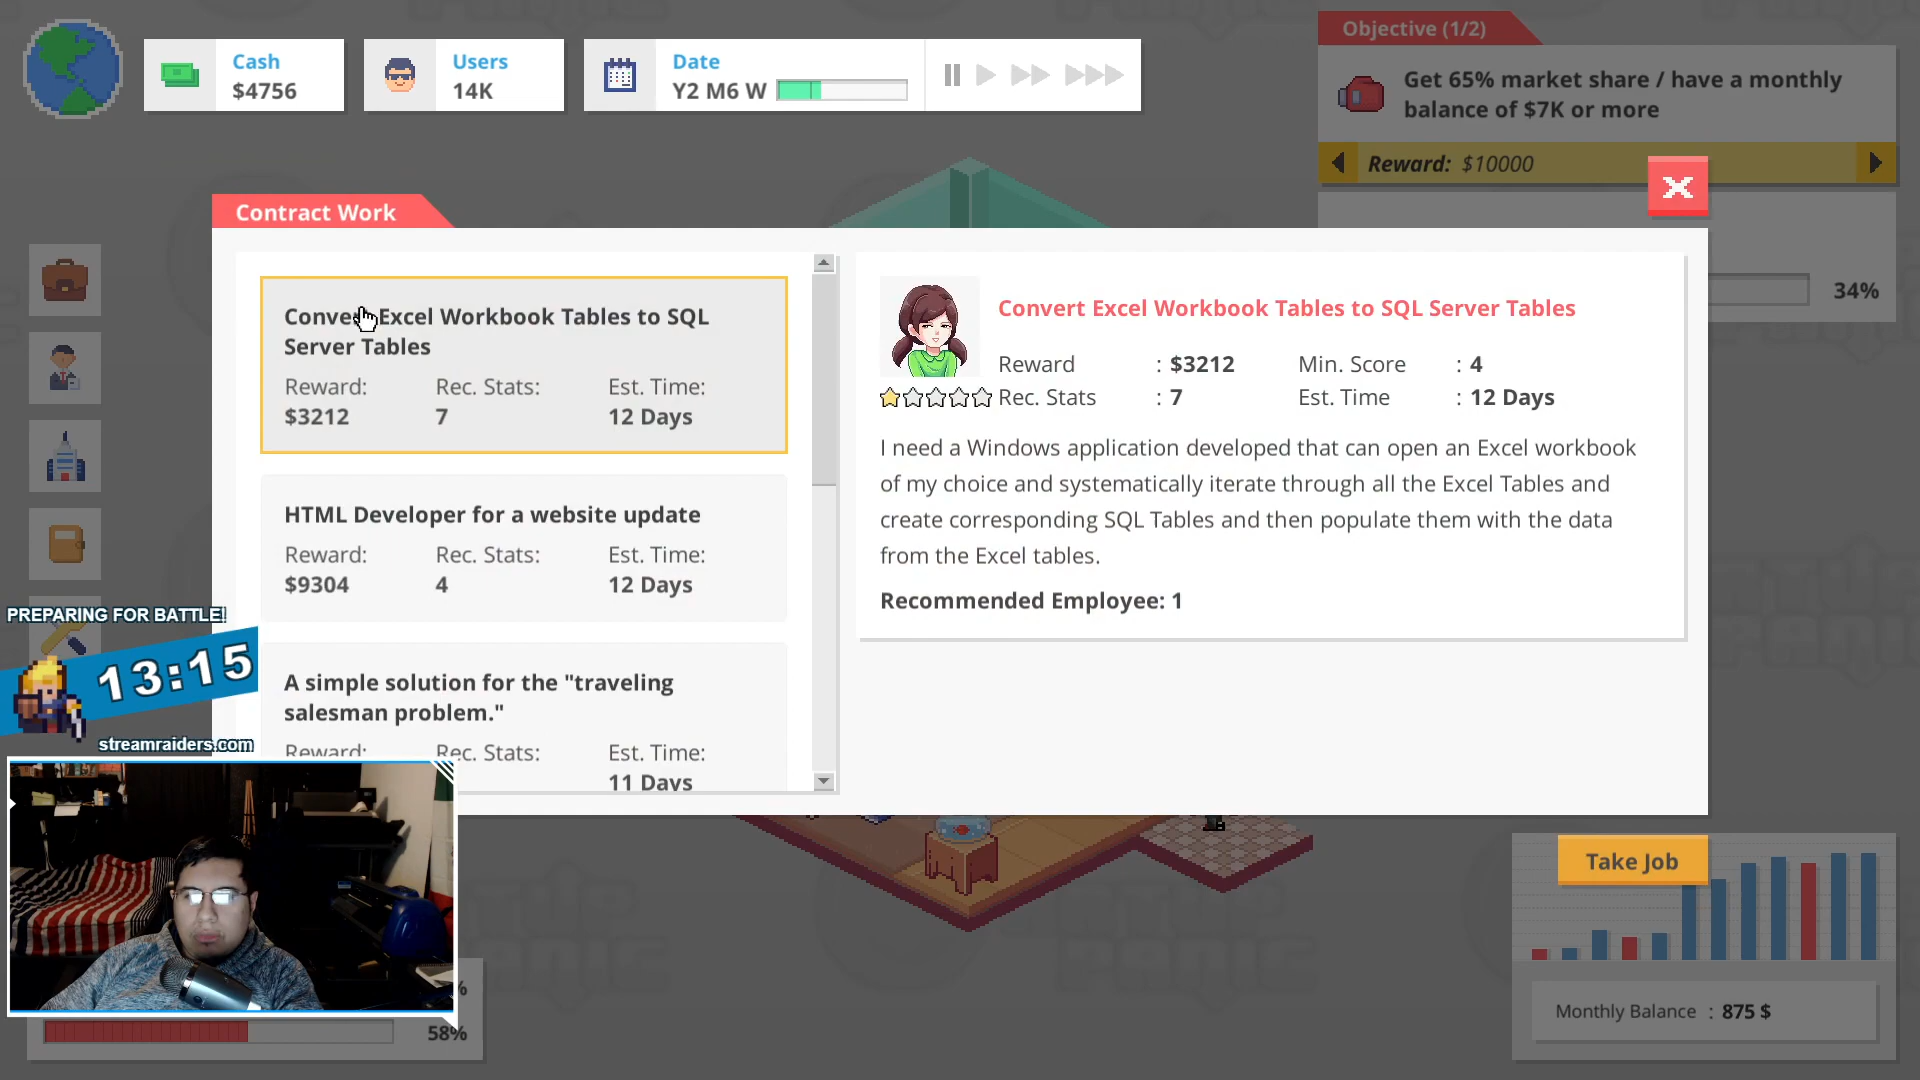 Cash
$4756
Users
14K
Date
Y2 M6 W
Objective (1/2)
Get 65% market share / have a monthly
balance of $7K or more
Reward: $10000
34%
Contract Work
Convert Excel Workbook Tables to SQL
Server Tables
Reward: Rec. Stats: Est. Time:
$3212 7 12 Days
HTML Developer for a website update
Reward: Rec. Stats: Est. Time:
$9304 4 12 Days
A simple solution for the "traveling
salesman problem."
Reward: Rec. Stats: Est. Time:
11 Days
Convert Excel Workbook Tables to SQL Server Tables
Reward : $3212 Min. Score : 4
Rec. Stats : 7 Est. Time : 12 Days
I need a Windows application developed that can open an Excel workbook
of my choice and systematically iterate through all the Excel Tables and
create corresponding SQL Tables and then populate them with the data
from the Excel tables.
Recommended Employee: 1
PREPARING FOR BATTLE!
13:15
streamraiders.com
Take Job
%
58%
Monthly Balance : 875 $